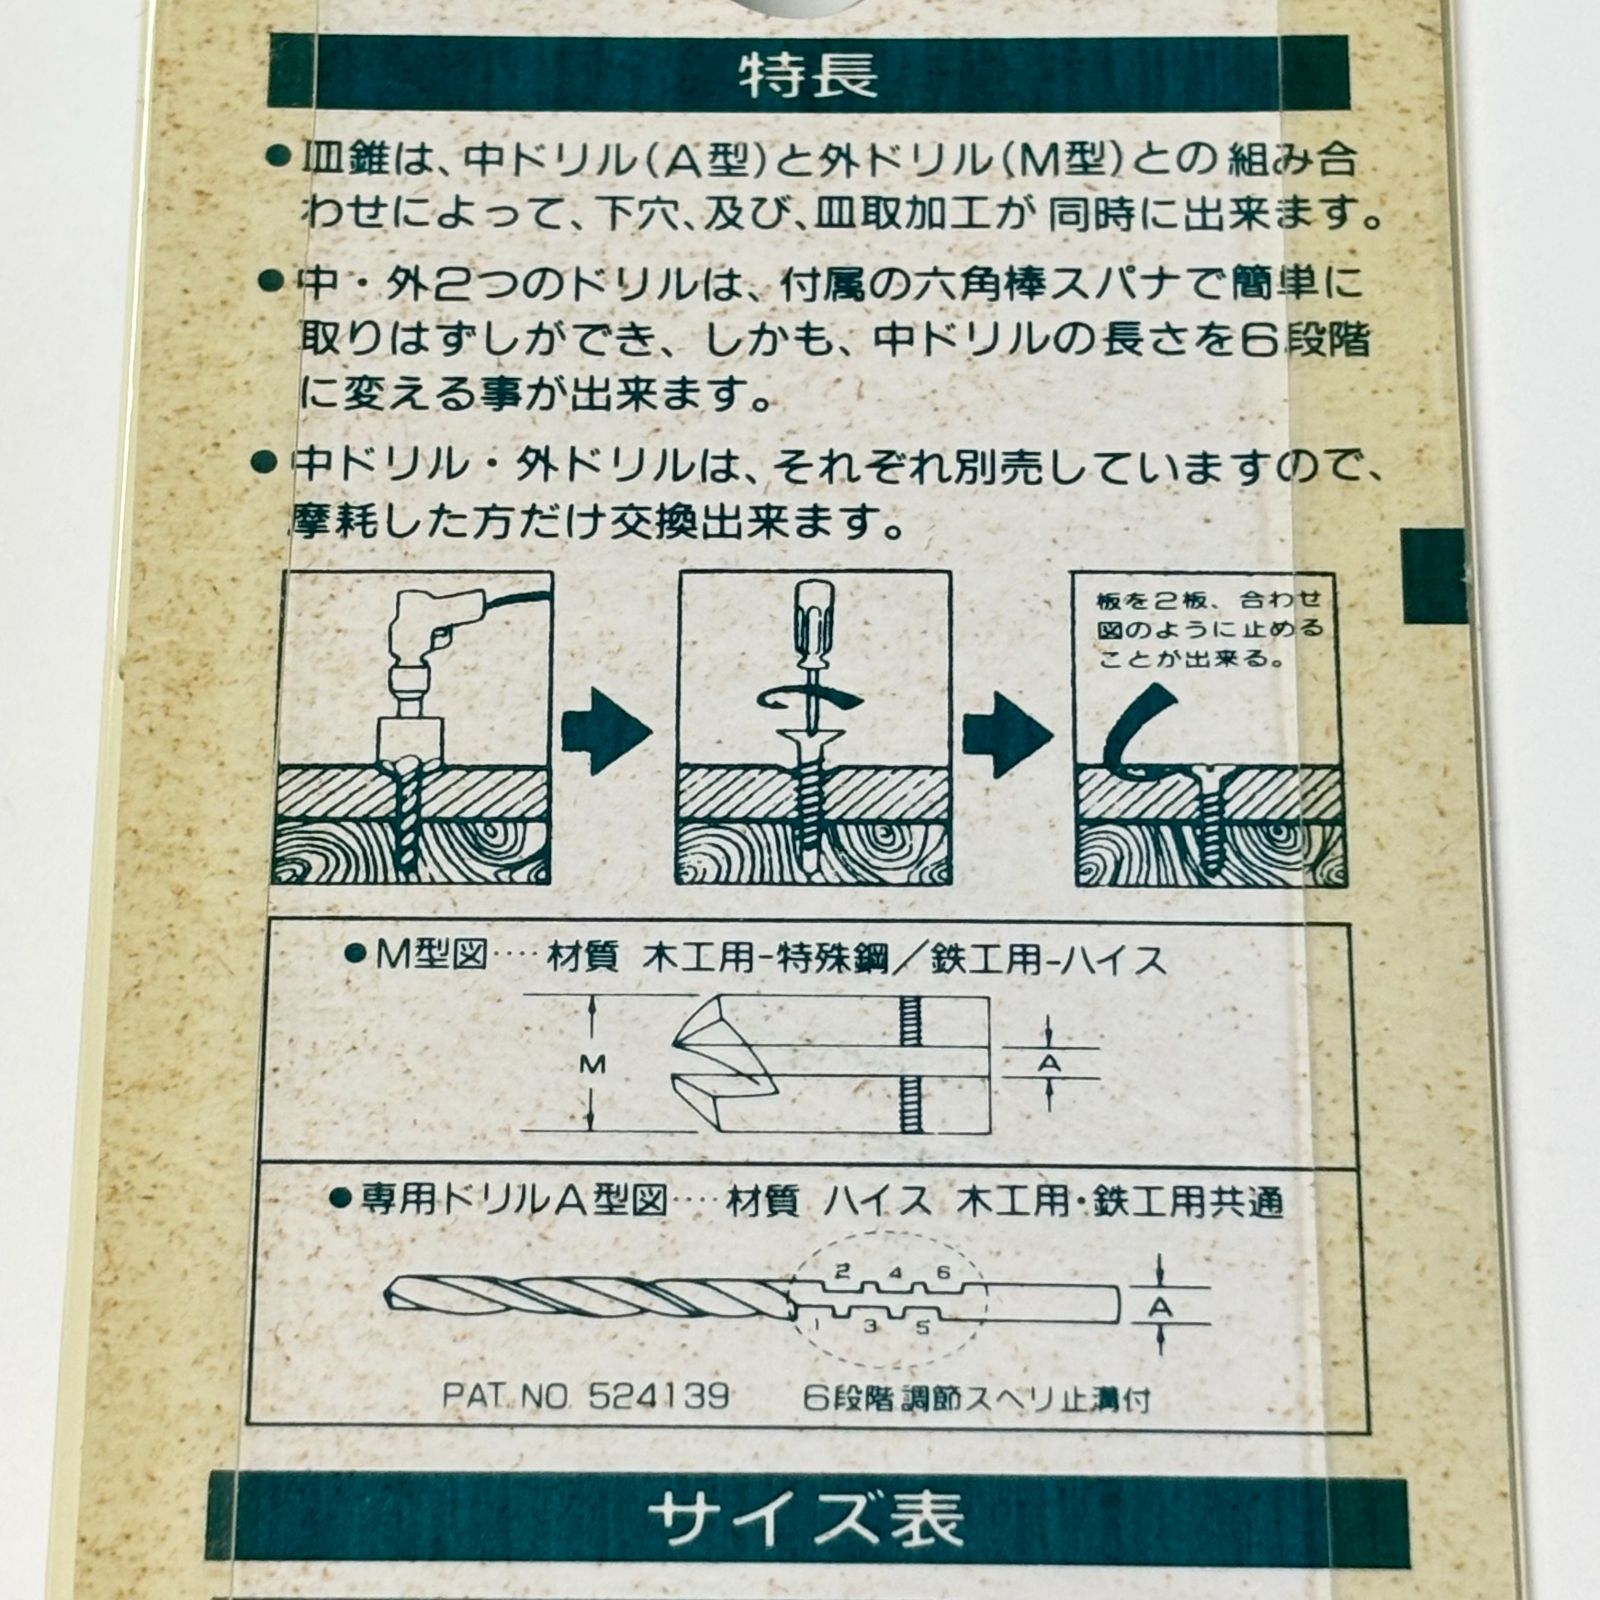 特長
●皿錐は、中ドリル(A型)と外ドリル(M型)との組み合
わせによって、下穴、及び、皿取加工が同時に出来ます。
●中・外2つのドリルは、付属の六角棒スパナで簡単に
取りはずしができ、しかも、中ドリルの長さを6段階
に変える事が出来ます。
●中ドリル・外ドリルは、それぞれ別売していますので、
摩耗した方だけ交換出来ます。
板を2板、合わせ
図のように止める
ことが出来る。
●M型図‥‥材質 木工用-特殊鋼/鉄工用-ハイス
M
A
●専用ドリルA型図‥‥材質 ハイス 木工用・鉄工用共通
2 4 6
A
1 3 5
PAT. NO. 524139 6段階調節スベリ止溝付
サイズ表